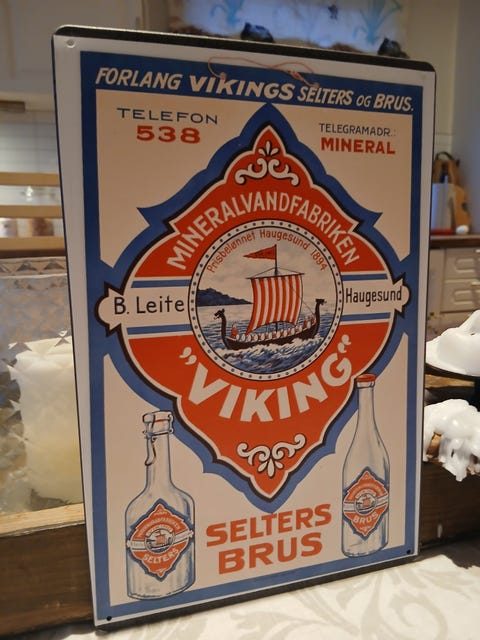 FORLANG VIKINGS SELTERS OG BRUS.
TELEFON
538
TELEGRAMADR.:
MINERAL
MINERALVANDFABRIKEN
Prisbelønnet Haugesund 1894
B. Leite
Haugesund
"VIKING"
SELTERS
BRUS
SELTERS
BRUS